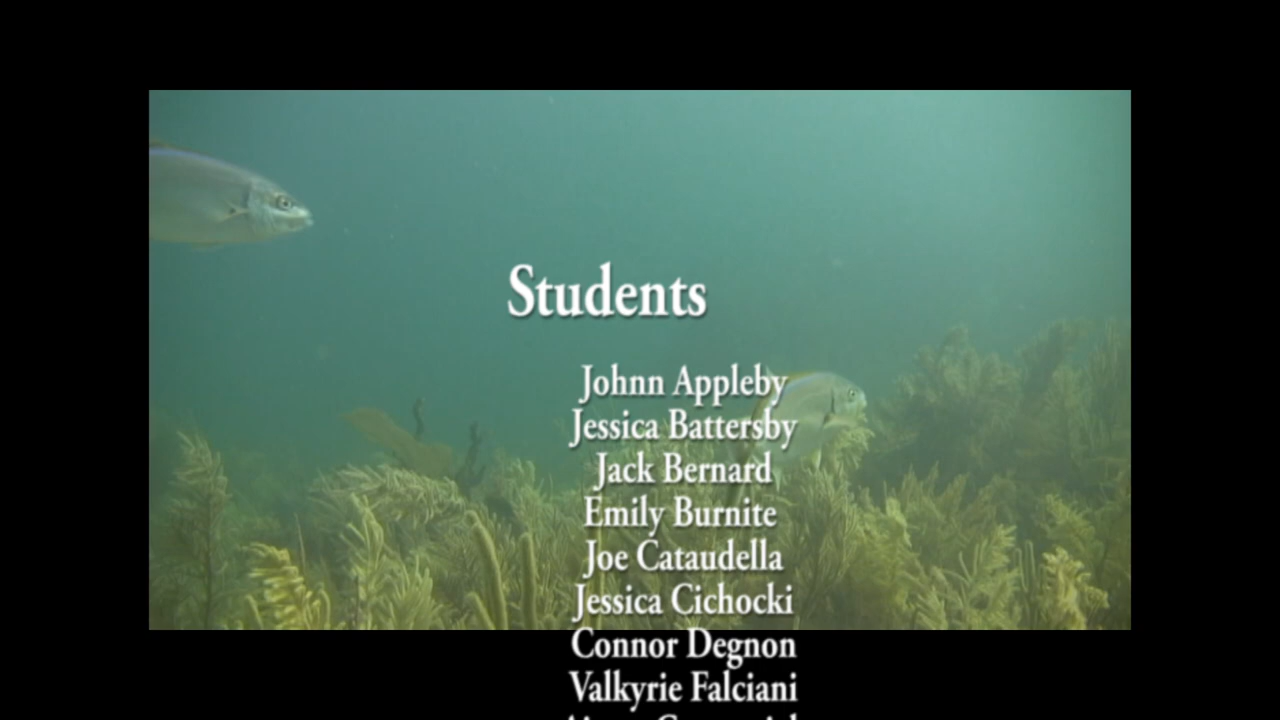 Students
Johnn Appleby
Jessica Battersby
Jack Bernard
Emily Burnite
Joe Cataudella
Jessica Cichocki
Connor Degnon
Valkyrie Falciani